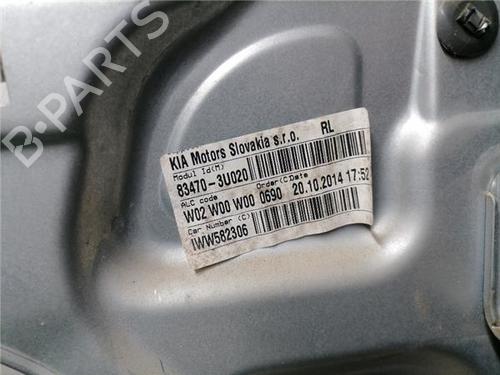 B-PARTS
KIA Motors Slovakia s.r.o. RL
Modul Id(M)
83470-3U020
ALC code Order(C)Date
W02 W00 W00 0690 20.10.2014 17:52
Car Number (C)
IWW582306